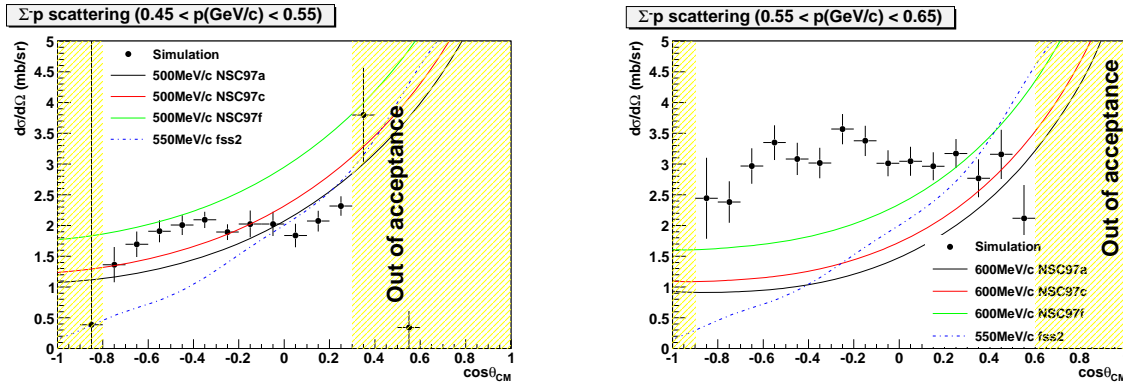 Σ⁻p scattering (0.45 < p(GeV/c) < 0.55)
dσ/dΩ (mb/sr)
5
4.5
4
3.5
3
2.5
2
1.5
1
0.5
0
Simulation
500MeV/c NSC97a
500MeV/c NSC97c
500MeV/c NSC97f
550MeV/c fss2
Out of acceptance
-1 -0.8 -0.6 -0.4 -0.2 0 0.2 0.4 0.6 0.8 1
cosθCM
Σ⁻p scattering (0.55 < p(GeV/c) < 0.65)
dσ/dΩ (mb/sr)
5
4.5
4
3.5
3
2.5
2
1.5
1
0.5
0
Out of acceptance
Simulation
600MeV/c NSC97a
600MeV/c NSC97c
600MeV/c NSC97f
550MeV/c fss2
-1 -0.8 -0.6 -0.4 -0.2 0 0.2 0.4 0.6 0.8 1
cosθCM